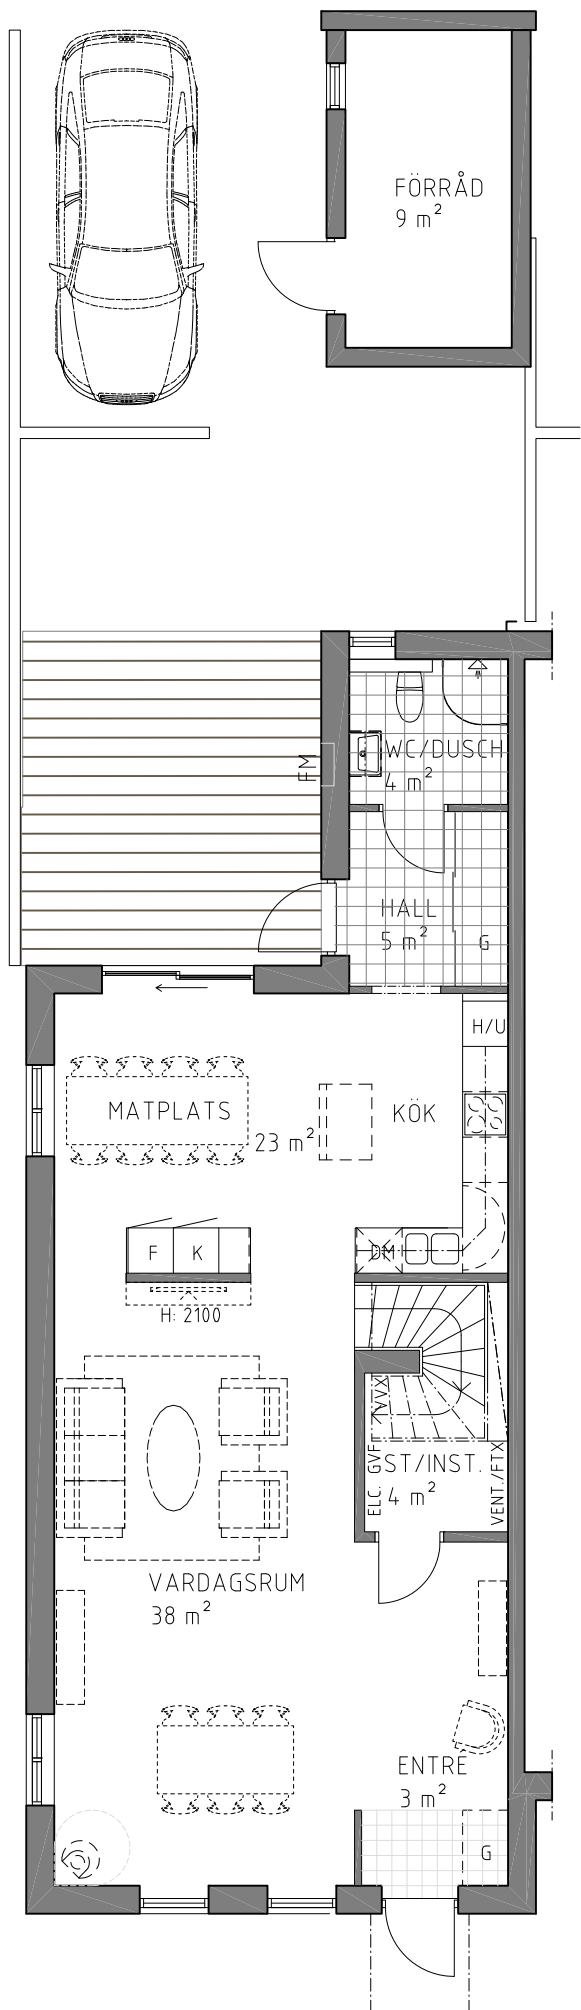 FÖRRÅD
9 m²
FM
WC/DUSCH
4 m²
HALL
5 m²
G
H/U
MATPLATS
KÖK
23 m²
F
K
DM
H: 2100
VVX
ELC. GVF
ST/INST.
4 m²
VENT./FTX
VARDAGSRUM
38 m²
ENTRÉ
3 m²
G